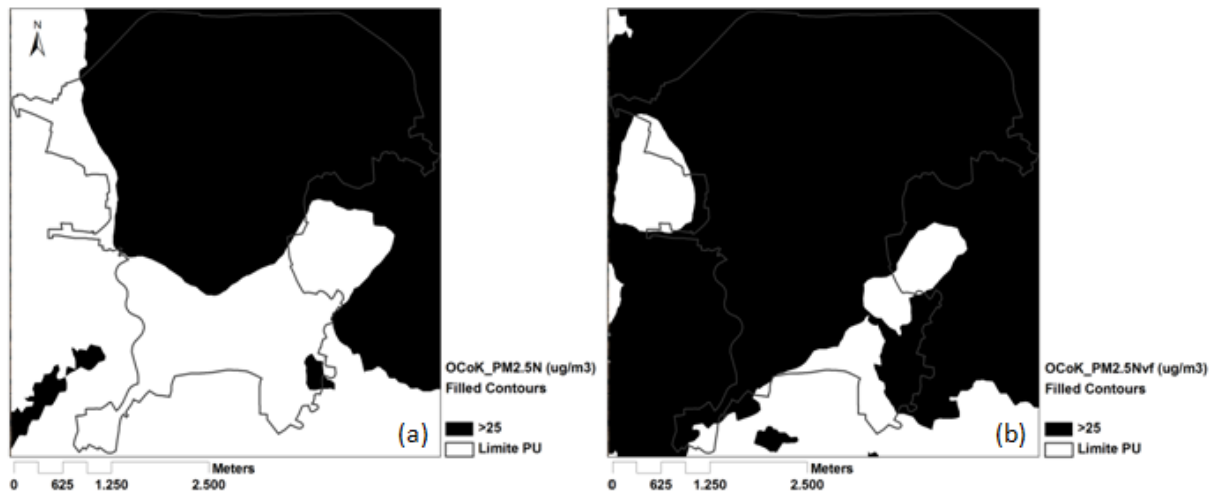 N
OCoK_PM2.5N (ug/m3)
Filled Contours
>25
Limite PU
(a)
Meters
0 625 1.250 2.500
OCoK_PM2.5Nvf (ug/m3)
Filled Contours
>25
Limite PU
(b)
Meters
0 625 1.250 2.500